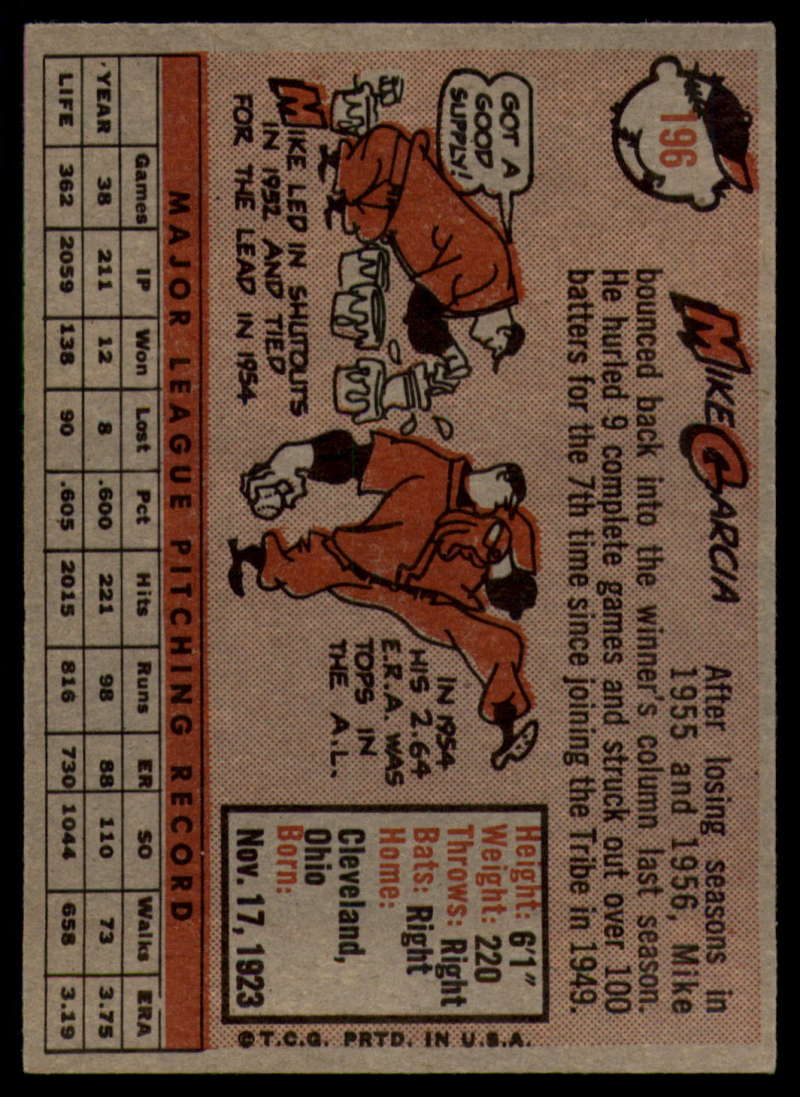 196
MIKE GARCIA
After losing seasons in
1955 and 1956, Mike
bounced back into the winner's column last season.
He hurled 9 complete games and struck out over 100
batters for the 7th time since joining the Tribe in 1949.
GOT A
GOOD
SUPPLY!
MIKE LED IN SHUTOUTS
IN 1952 AND TIED
FOR THE LEAD IN 1954
IN 1954
HIS 2.64
E.R.A. WAS
TOPS IN
THE A.L.
Height: 6'1"
Weight: 220
Throws: Right
Bats: Right
Home:
Cleveland,
Ohio
Born:
Nov. 17, 1923
©T.C.G. PRTD. IN U.S.A.
MAJOR LEAGUE PITCHING RECORD
Games IP Won Lost Pct Hits Runs ER SO Walks ERA
'YEAR 38 211 12 8 .600 221 98 88 110 73 3.75
LIFE 362 2059 138 90 .605 2015 816 730 1044 658 3.19